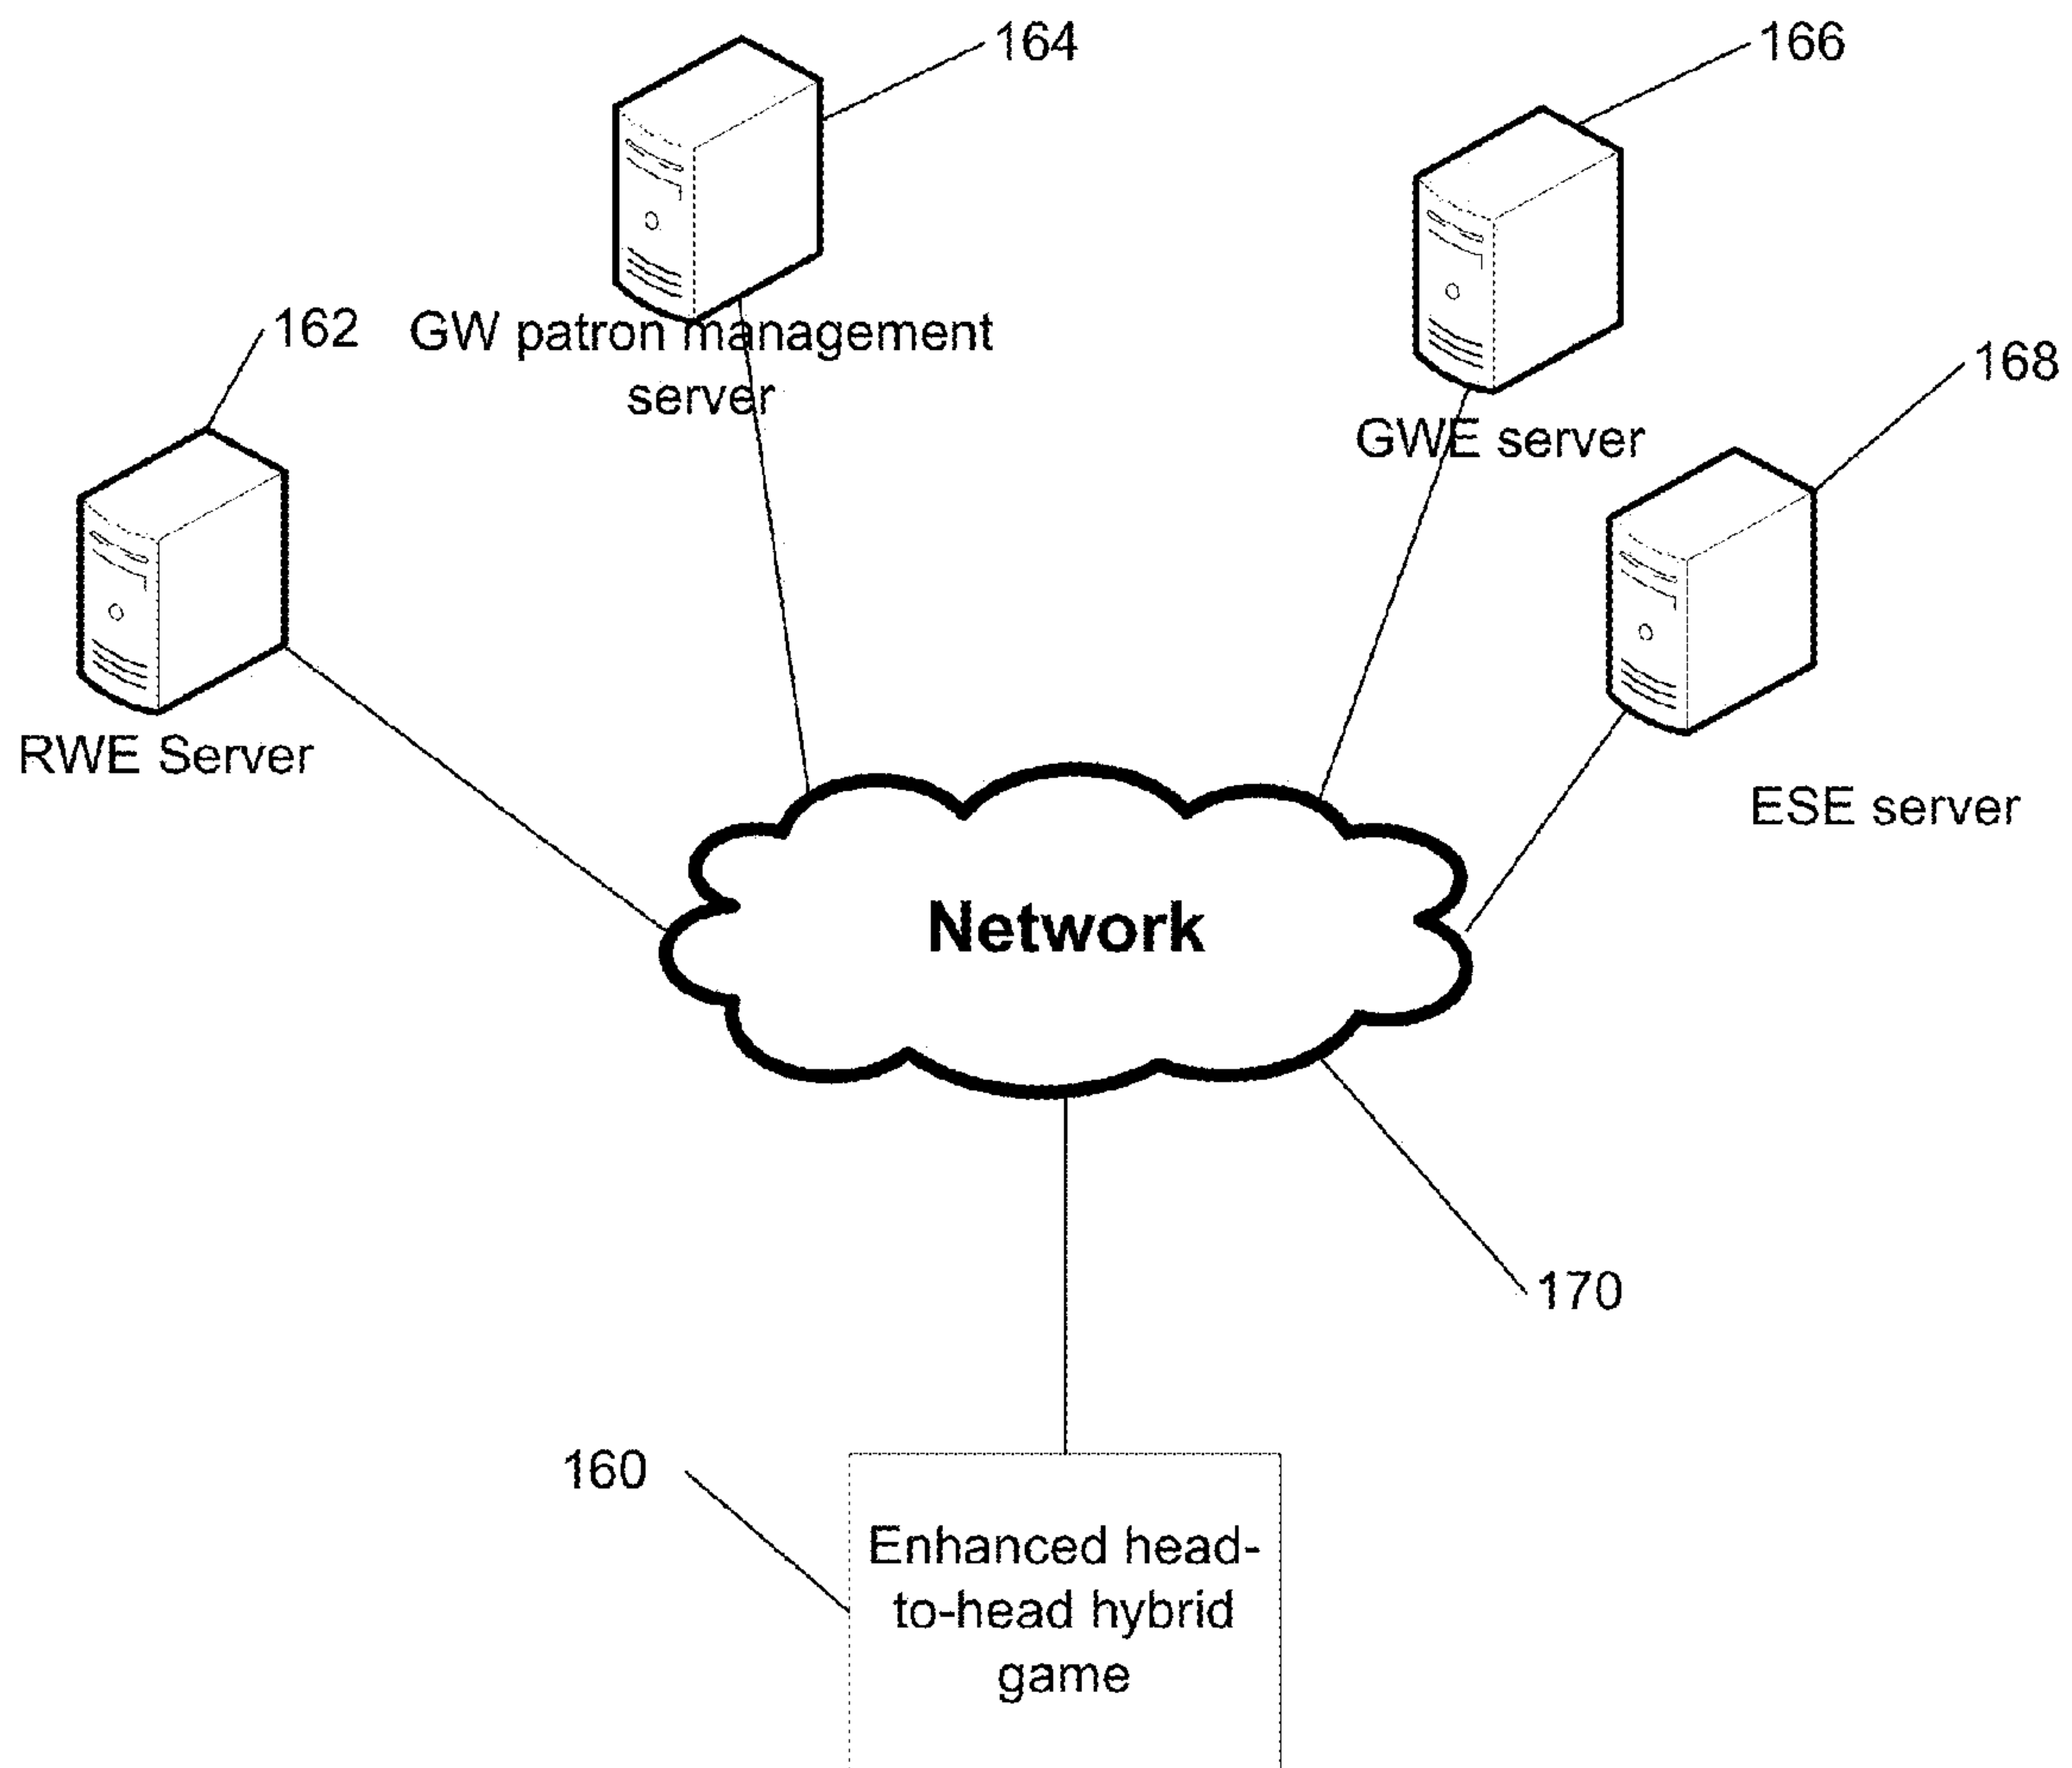 164
166
162
GW patron management
server
168
GWE server
RWE Server
ESE server
Network
170
160
Enhanced head-
to-head hybrid
game